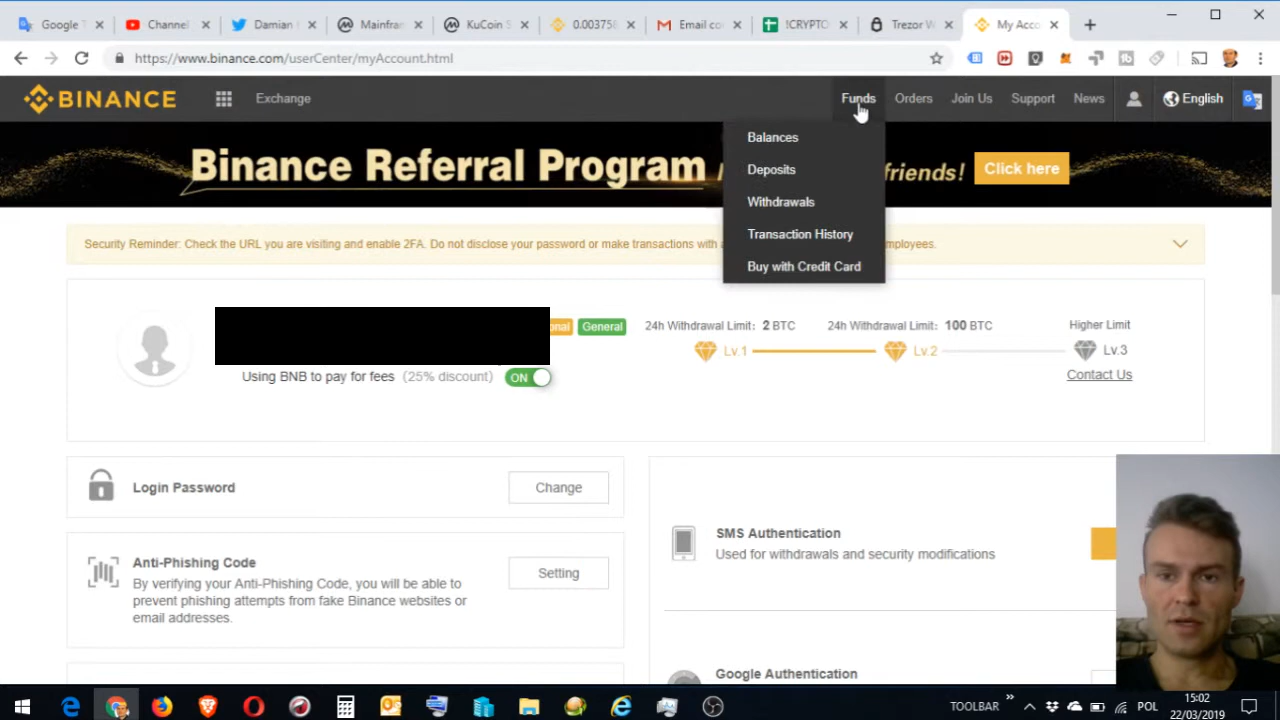 Google T
Channel
Damian
Mainfra
KuCoin S
0.003758
Email co
!CRYPTO
Trezor W
My Acco
https://www.binance.com/userCenter/myAccount.html
BINANCE
Exchange
Funds
Orders
Join Us
Support
News
English
Balances
Deposits
Withdrawals
Transaction History
Buy with Credit Card
Binance Referral Program
friends!
Click here
Security Reminder: Check the URL you are visiting and enable 2FA. Do not disclose your password or make transactions with
employees.
General
24h Withdrawal Limit: 2 BTC
24h Withdrawal Limit: 100 BTC
Higher Limit
Lv.1
Lv.2
Lv.3
Contact Us
Using BNB to pay for fees (25% discount)
ON
Login Password
Change
Anti-Phishing Code
By verifying your Anti-Phishing Code, you will be able to
prevent phishing attempts from fake Binance websites or
email addresses.
Setting
SMS Authentication
Used for withdrawals and security modifications
Google Authentication
TOOLBAR
POL
15:02
22/03/2019